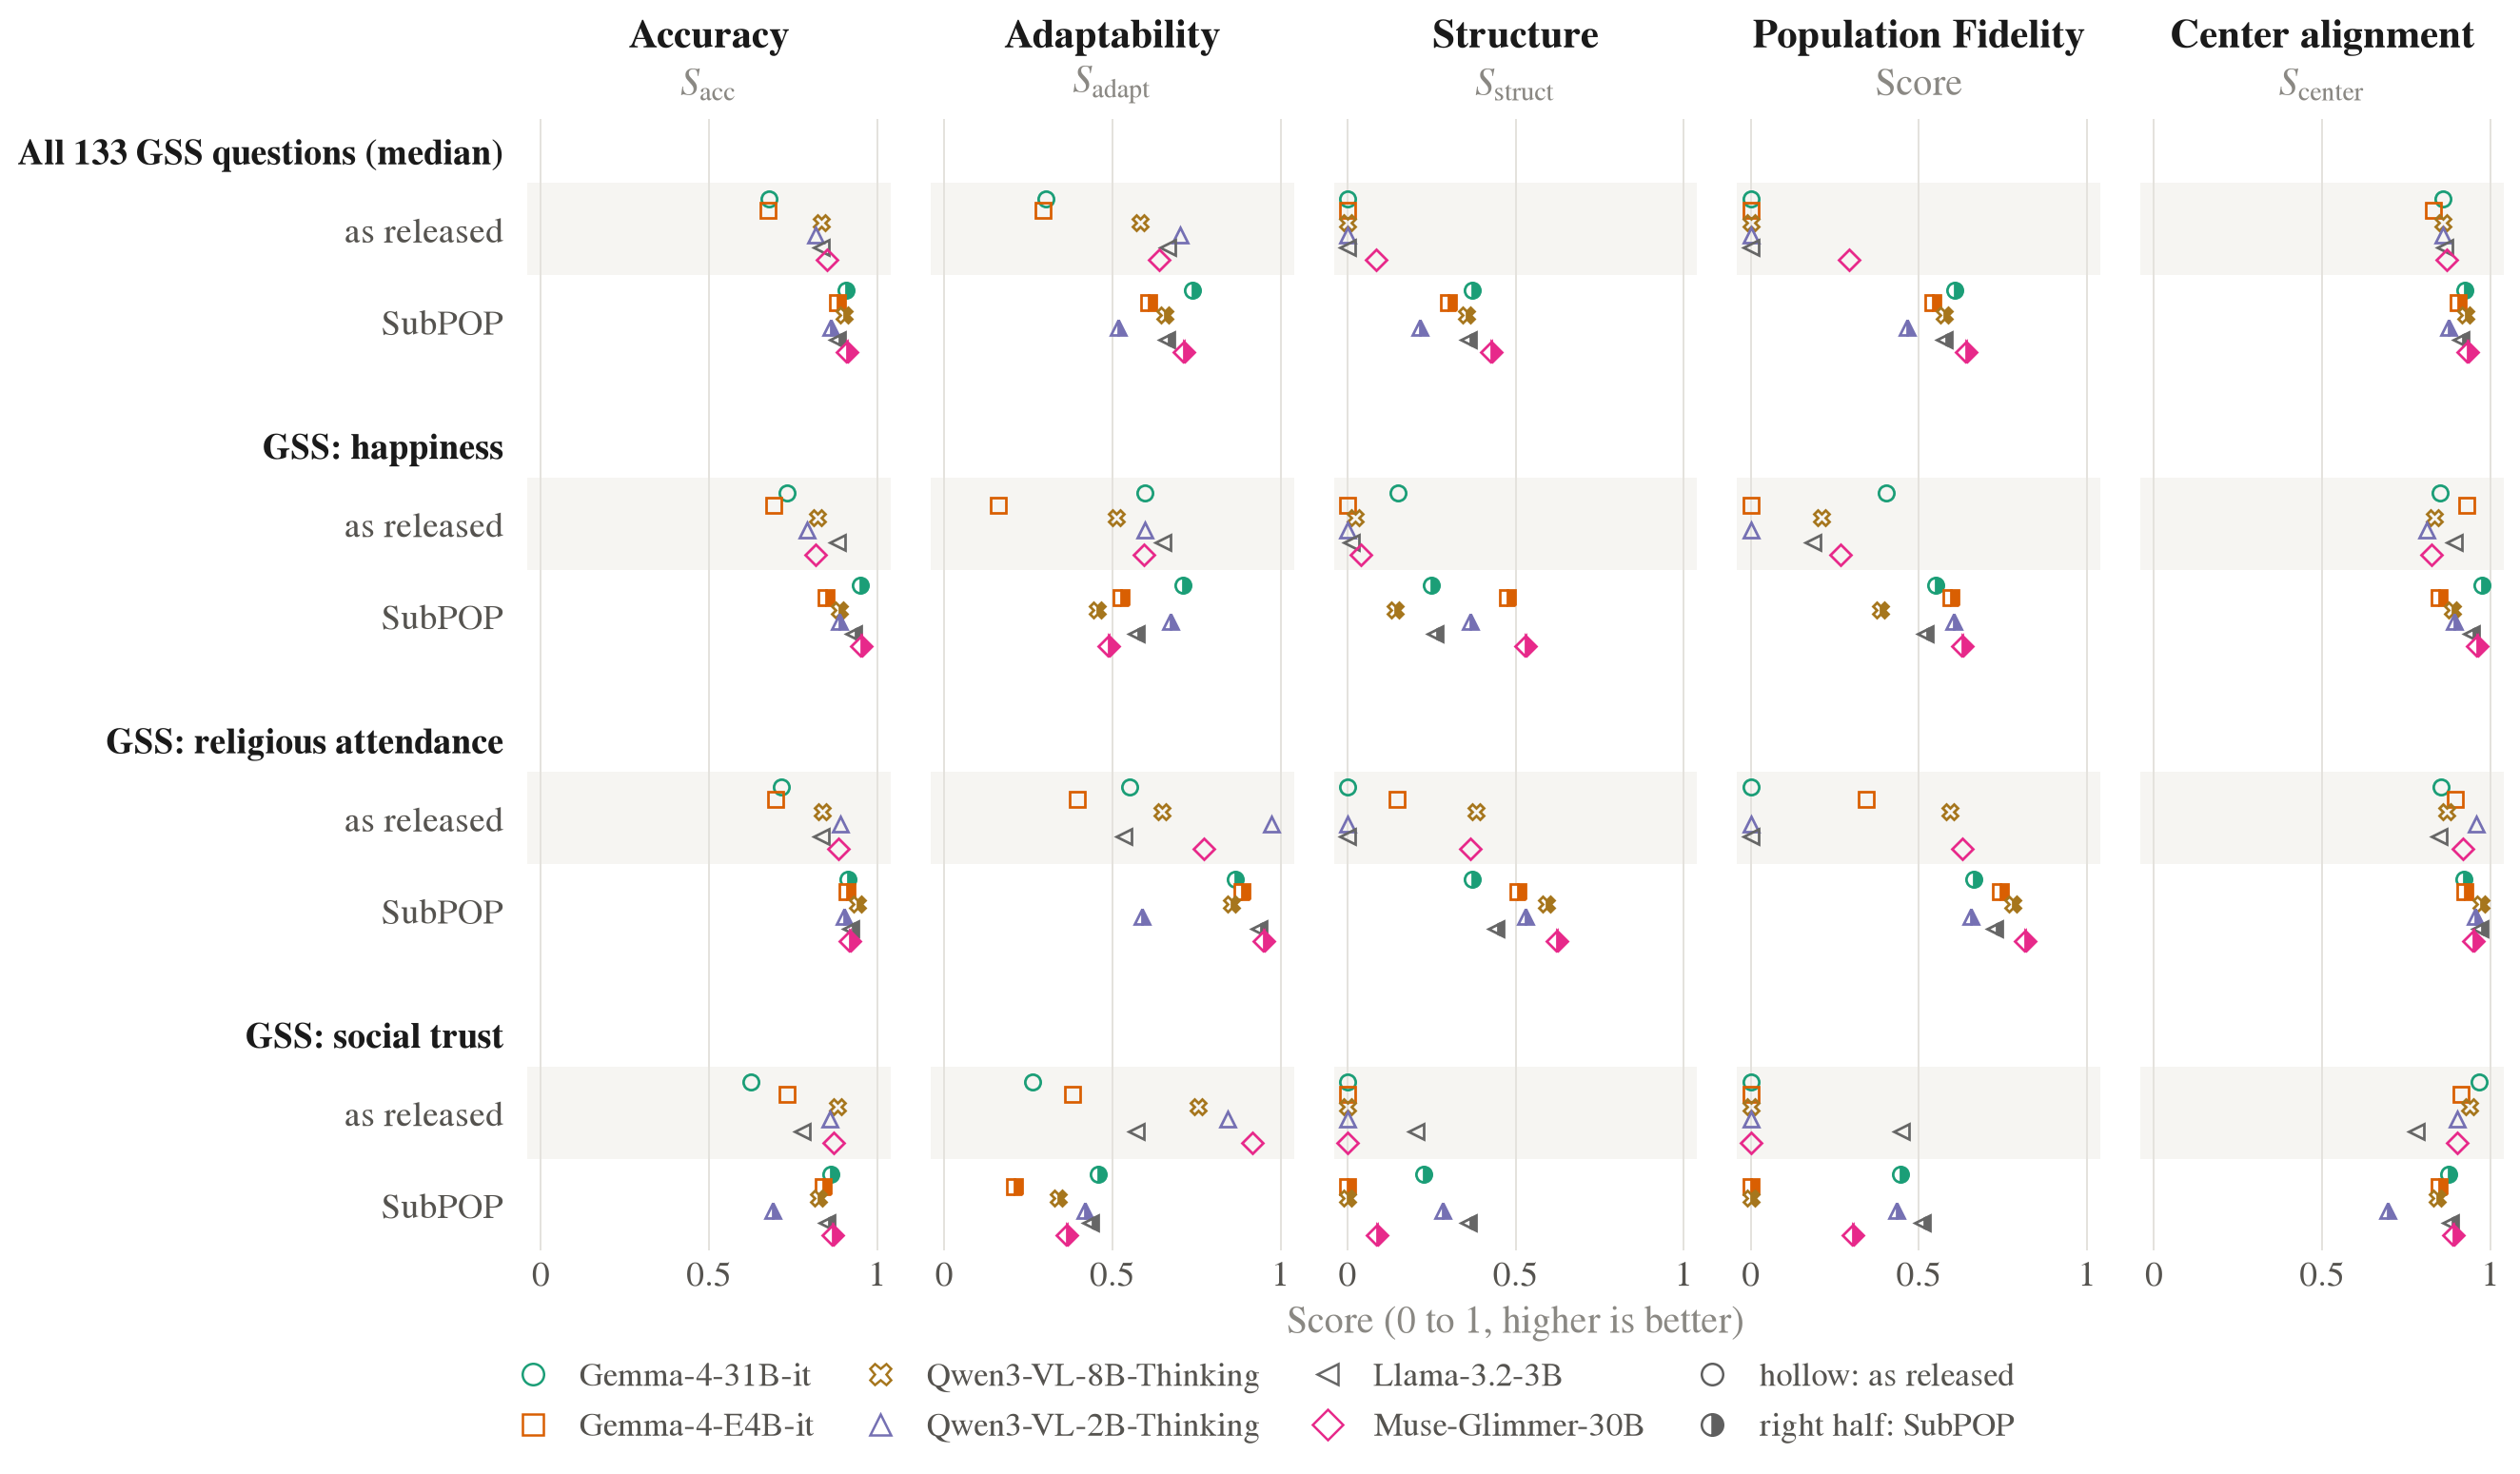 Accuracy Adaptability Structure Population Fidelity Center alignment
S_acc S_adapt S_struct Score S_center
All 133 GSS questions (median)
as released
SubPOP
GSS: happiness
as released
SubPOP
GSS: religious attendance
as released
SubPOP
GSS: social trust
as released
SubPOP
0 0.5 1 0 0.5 1 0 0.5 1 0 0.5 1 0 0.5 1
Score (0 to 1, higher is better)
Gemma-4-31B-it Qwen3-VL-8B-Thinking Llama-3.2-3B hollow: as released
Gemma-4-E4B-it Qwen3-VL-2B-Thinking Muse-Glimmer-30B right half: SubPOP